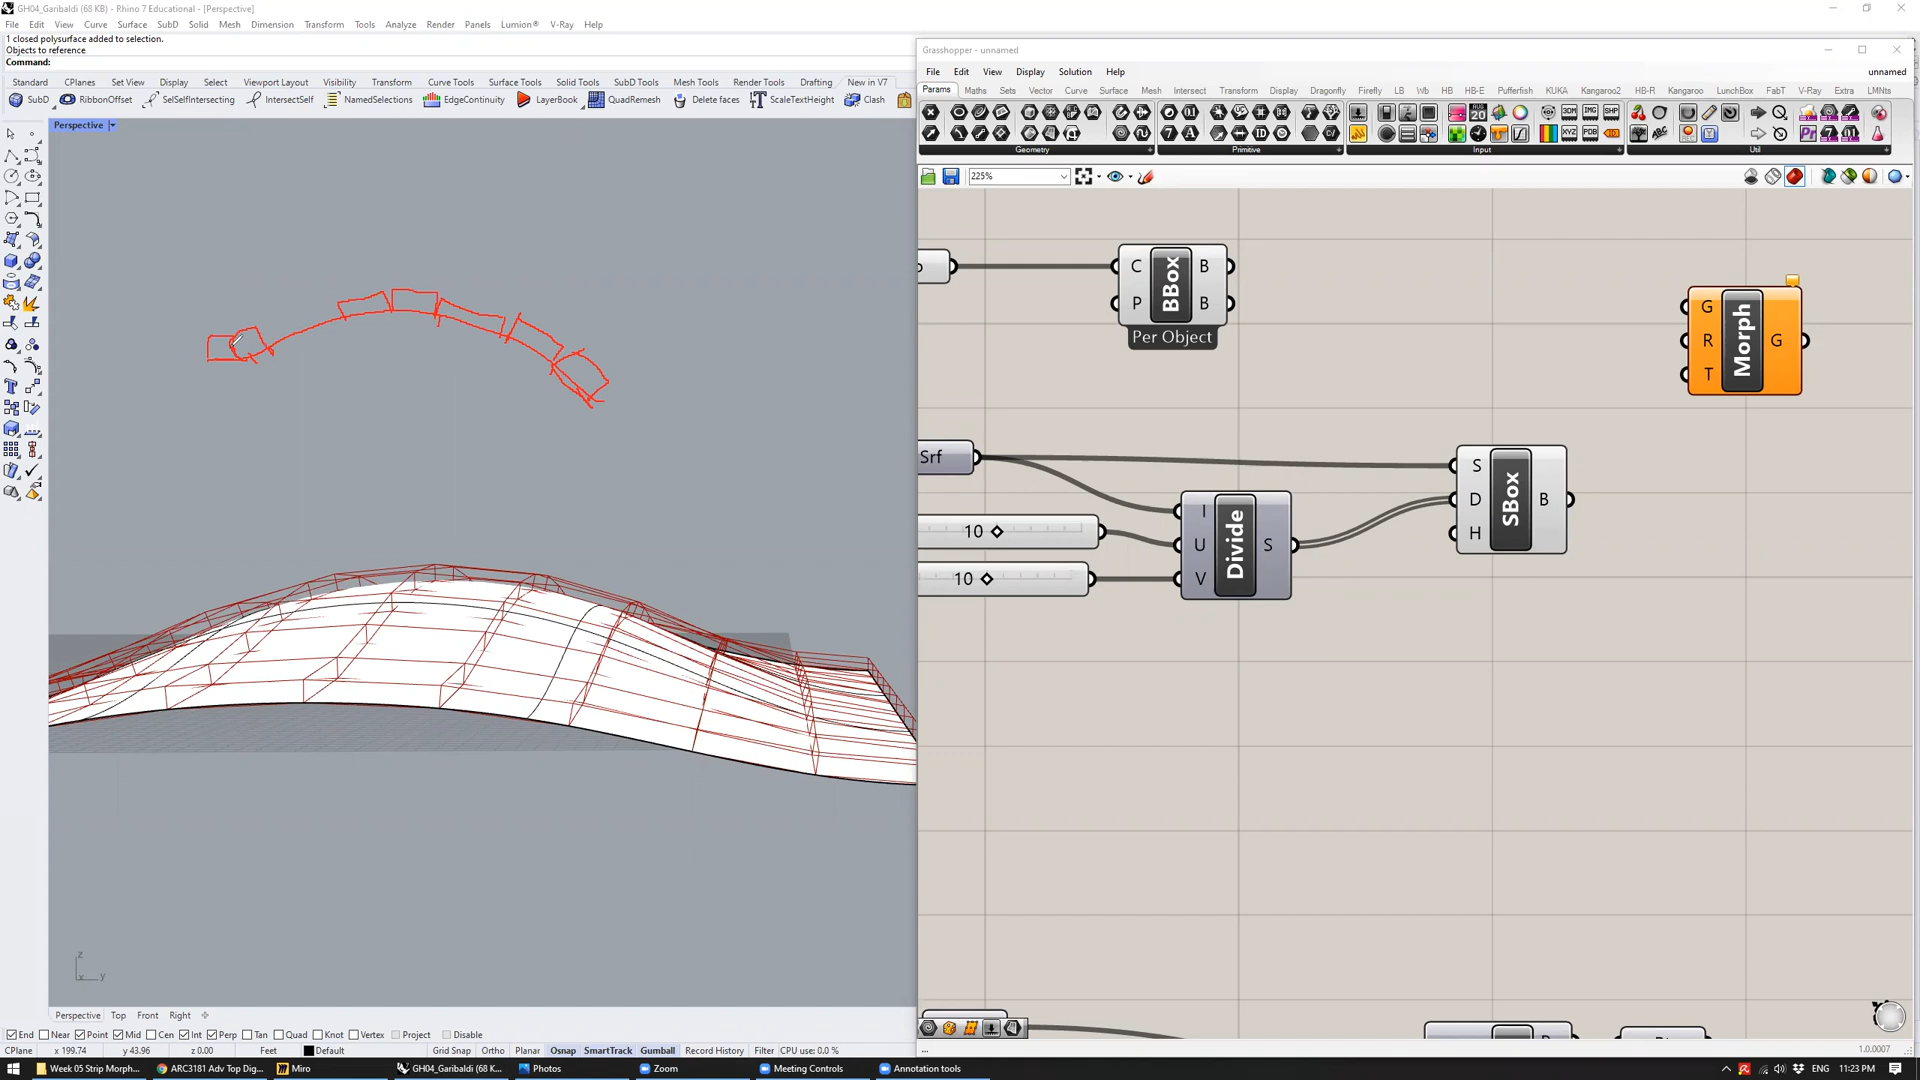 GH04_Garibaldi (68 KB) - Rhino 7 Educational - [Perspective]
File Edit View Curve Surface SubD Solid Mesh Dimension Transform Tools Analyze Render Panels Lumion® V-Ray Help
1 closed polysurface added to selection.
Objects to reference
Command:
Standard CPlanes Set View Display Select Viewport Layout Visibility Transform Curve Tools Surface Tools Solid Tools SubD Tools Mesh Tools Render Tools Drafting New in V7
SubD RibbonOffset SelSelfIntersecting IntersectSelf NamedSelections EdgeContinuity LayerBook QuadRemesh Delete faces ScaleTextHeight Clash
Perspective
z
x y
Perspective Top Front Right
End Near Point Mid Cen Int Perp Tan Quad Knot Vertex Project Disable
CPlane x 199.74 y 43.96 z 0.00 Feet Default Grid Snap Ortho Planar Osnap SmartTrack Gumball Record History Filter CPU use: 0.0 %
Grasshopper - unnamed
File Edit View Display Solution Help unnamed
Params Maths Sets Vector Curve Surface Mesh Intersect Transform Display Dragonfly LB Wb HB HB-E Pufferfish KUKA Kangaroo2 HB-R Kangaroo LunchBox FabT V-Ray Extra LMNts
Geometry Primitive Input Util
225%
C P BBox B B
Per Object
G R T Morph G
Srf
S D H SBox B
10
10
I U V Divide S
...
1.0.0007
Week 05 Strip Morph... ARC3181 Adv Top Dig... Miro GH04_Garibaldi (68 K... Photos Zoom Meeting Controls Annotation tools ENG 11:23 PM